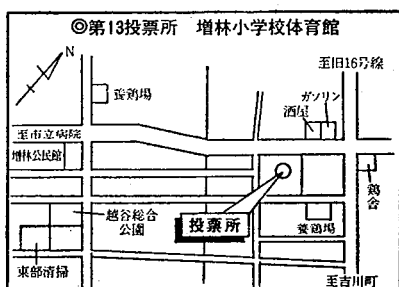 ◎第13投票所 増林小学校体育館
N
至旧16号線
養鶏場
ガソリン
酒屋
至市立病院
増林公民館
鶏舎
越谷総合
公園
投票所
養鶏場
東部清掃
至吉川町